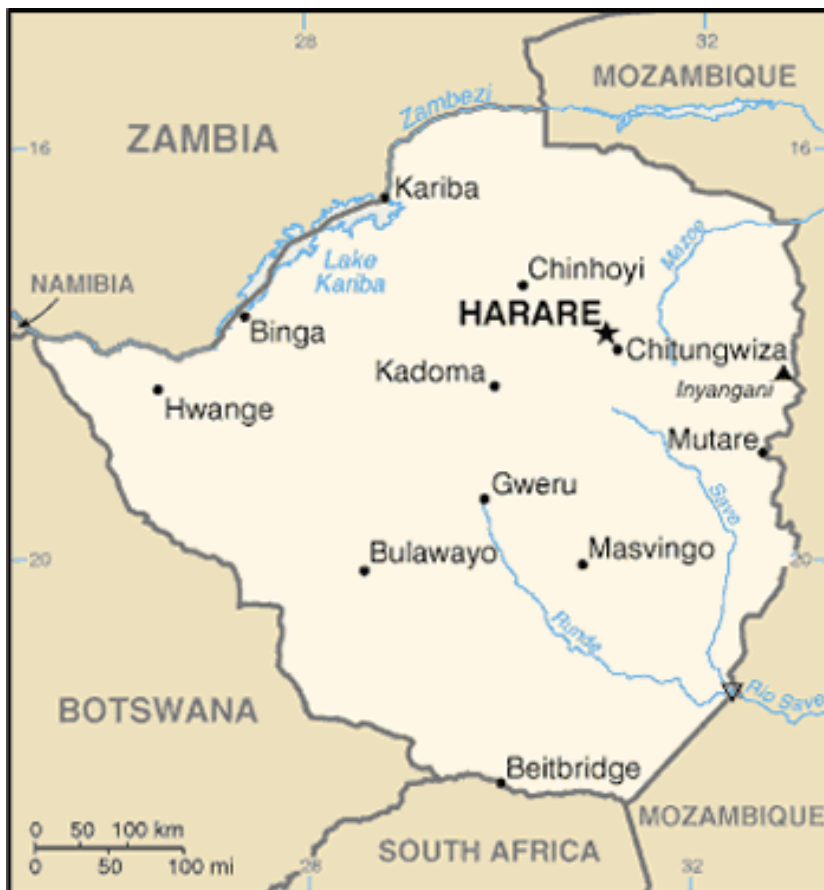 28
32
MOZAMBIQUE
Zambezi
ZAMBIA
16
16
Kariba
Mazoe
Lake
Kariba
Chinhoyi
NAMIBIA
HARARE
Binga
Chitungwiza
Kadoma
Inyangani
Hwange
Mutare
Gweru
Save
Bulawayo
Masvingo
20
20
Runde
Rio Save
BOTSWANA
Beitbridge
MOZAMBIQUE
0 50 100 km
0 50 100 mi
SOUTH AFRICA
28
32